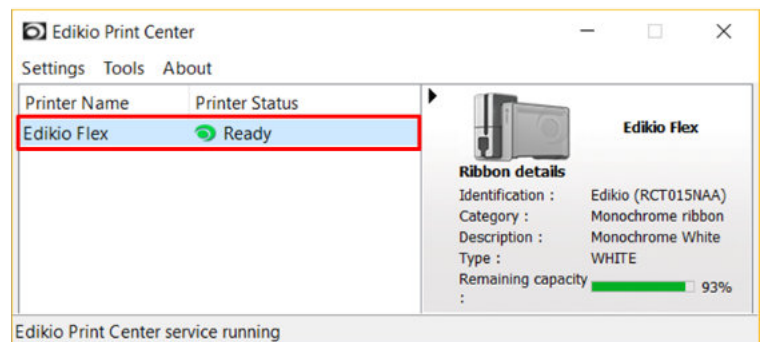 Edikio Print Center
Settings Tools About
Printer Name Printer Status
Edikio Flex Ready
Edikio Flex
Ribbon details
Identification : Edikio (RCT015NAA)
Category : Monochrome ribbon
Description : Monochrome White
Type : WHITE
Remaining capacity
: 93%
Edikio Print Center service running